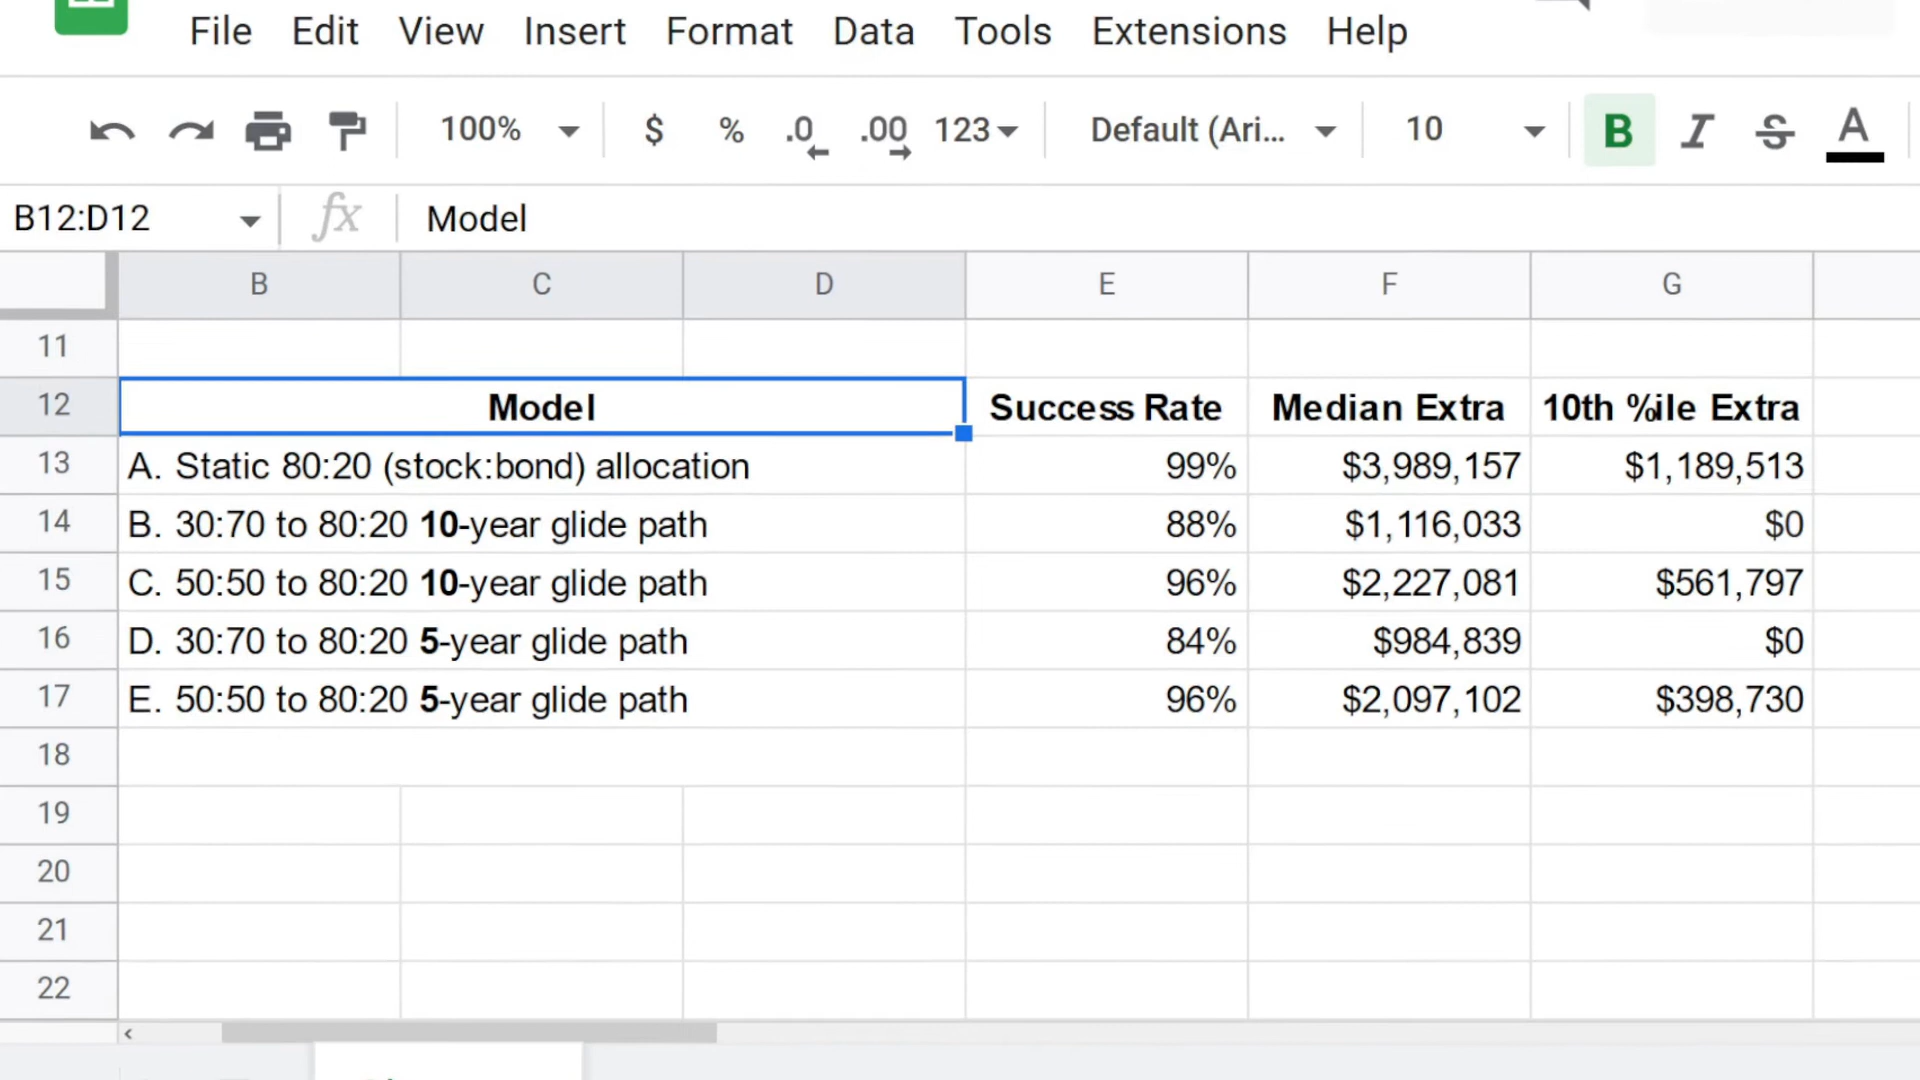 File Edit View Insert Format Data Tools Extensions Help
100% $ % .0 .00 123 Default (Ari... 10 B I S A
B12:D12 fx Model
B C D E F G
11
12 Model Success Rate Median Extra 10th %ile Extra
13 A. Static 80:20 (stock:bond) allocation 99% $3,989,157 $1,189,513
14 B. 30:70 to 80:20 10-year glide path 88% $1,116,033 $0
15 C. 50:50 to 80:20 10-year glide path 96% $2,227,081 $561,797
16 D. 30:70 to 80:20 5-year glide path 84% $984,839 $0
17 E. 50:50 to 80:20 5-year glide path 96% $2,097,102 $398,730
18
19
20
21
22